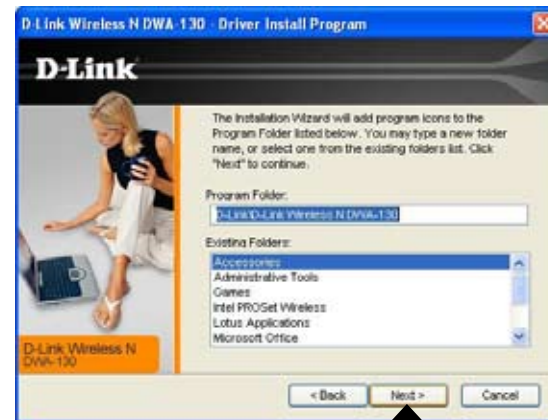 D-Link Wireless N DWA-130 - Driver Install Program
D-Link
The Installation Wizard will add program icons to the
Program Folder listed below. You may type a new folder
name, or select one from the existing folders list. Click
"Next" to continue.
Program Folder:
D-Link\D-Link Wireless N DWA-130
Existing Folders:
Accessories
Administrative Tools
Games
Intel PROSet Wireless
Lotus Applications
Microsoft Office
D-Link Wireless N
DWA-130
< Back
Next >
Cancel